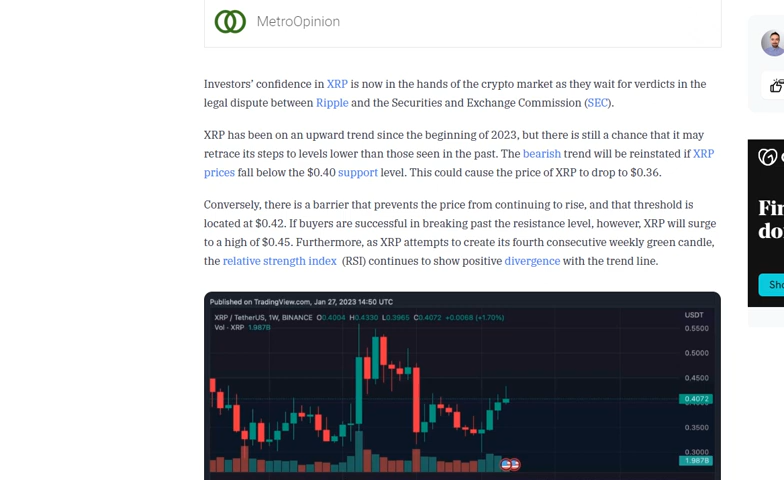 MetroOpinion
Investors' confidence in XRP is now in the hands of the crypto market as they wait for verdicts in the
legal dispute between Ripple and the Securities and Exchange Commission (SEC).
XRP has been on an upward trend since the beginning of 2023, but there is still a chance that it may
retrace its steps to levels lower than those seen in the past. The bearish trend will be reinstated if XRP
prices fall below the $0.40 support level. This could cause the price of XRP to drop to $0.36.
Conversely, there is a barrier that prevents the price from continuing to rise, and that threshold is
located at $0.42. If buyers are successful in breaking past the resistance level, however, XRP will surge
to a high of $0.45. Furthermore, as XRP attempts to create its fourth consecutive weekly green candle,
the relative strength index (RSI) continues to show positive divergence with the trend line.
Published on TradingView.com, Jan 27, 2023 14:50 UTC
XRP / TetherUS, 1W, BINANCE O0.4004 H0.4330 L0.3965 C0.4072 +0.0068 (+1.70%)
Vol · XRP 1.987B
USDT
0.5500
0.5000
0.4500
0.4072
0.3500
0.3000
1.987B